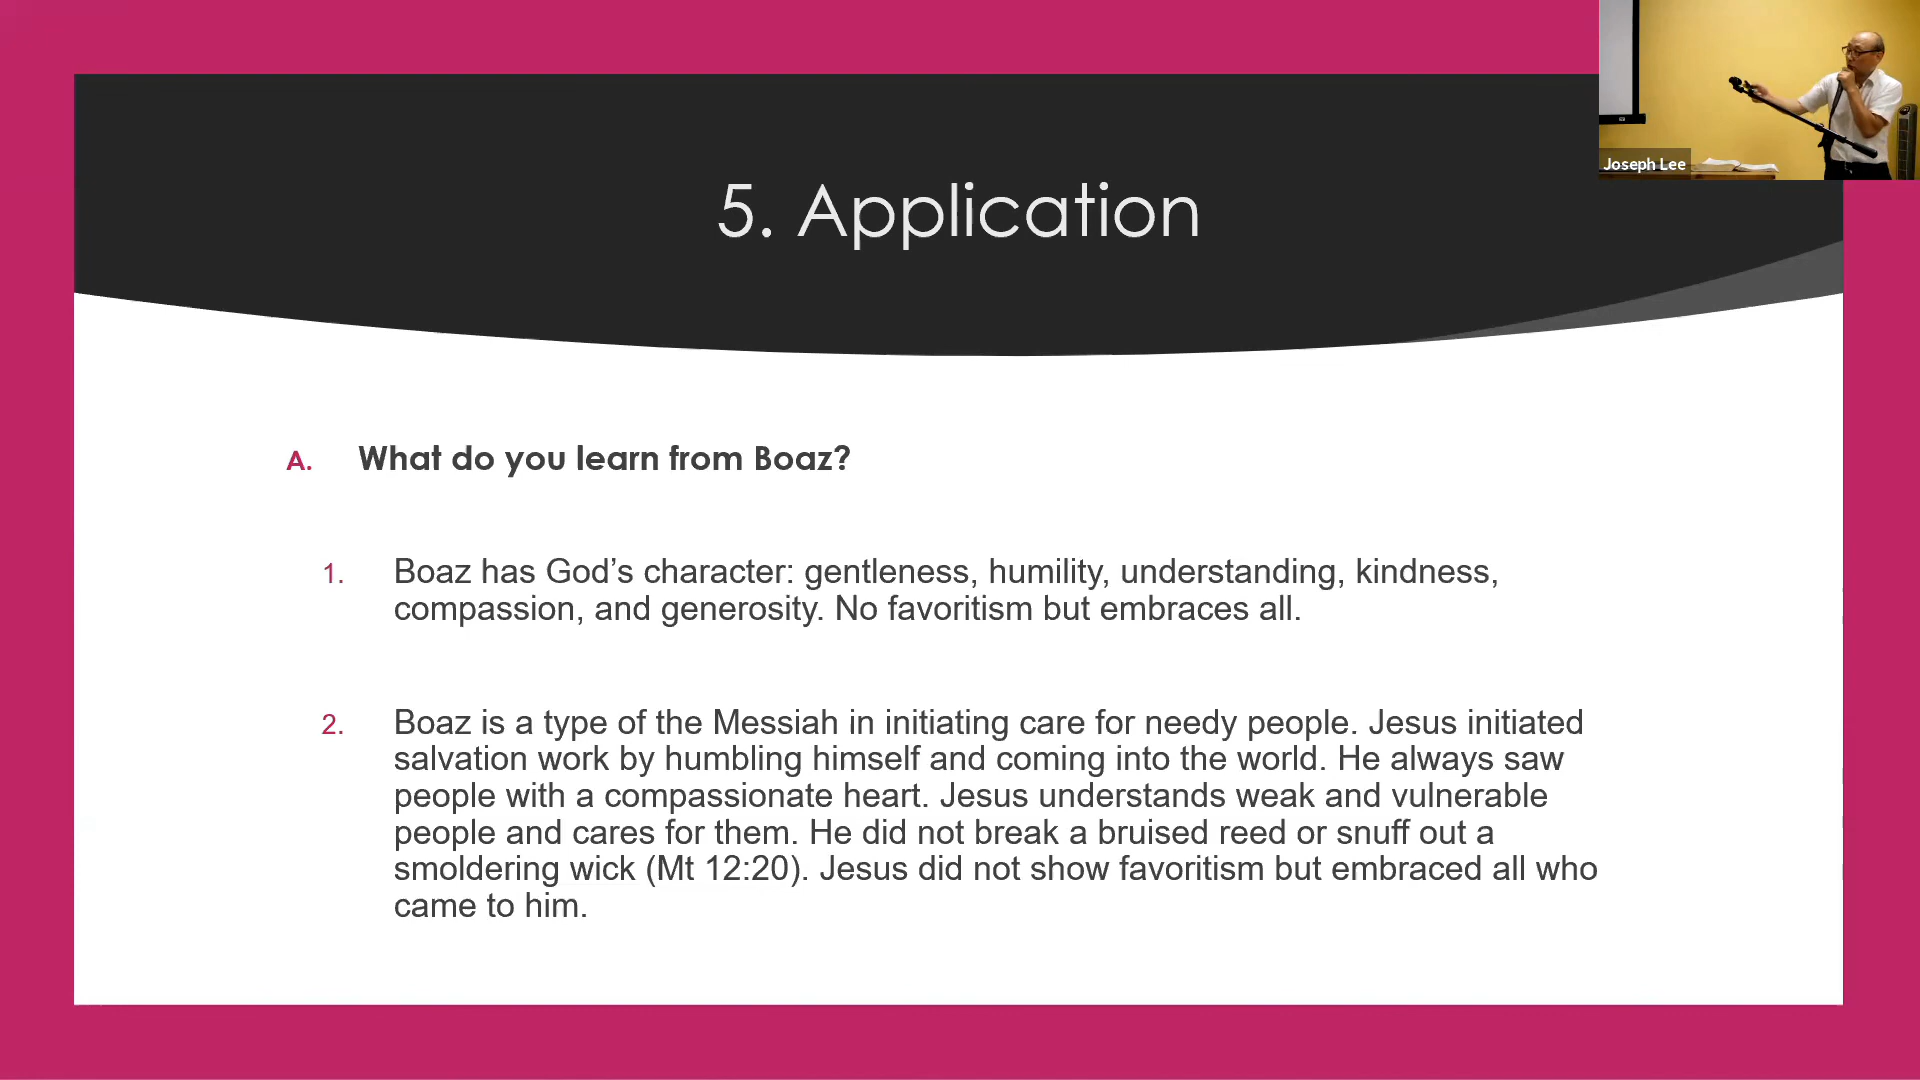 Joseph Lee
5. Application
A. What do you learn from Boaz?
1. Boaz has God’s character: gentleness, humility, understanding, kindness,
compassion, and generosity. No favoritism but embraces all.
2. Boaz is a type of the Messiah in initiating care for needy people. Jesus initiated
salvation work by humbling himself and coming into the world. He always saw
people with a compassionate heart. Jesus understands weak and vulnerable
people and cares for them. He did not break a bruised reed or snuff out a
smoldering wick (Mt 12:20). Jesus did not show favoritism but embraced all who
came to him.